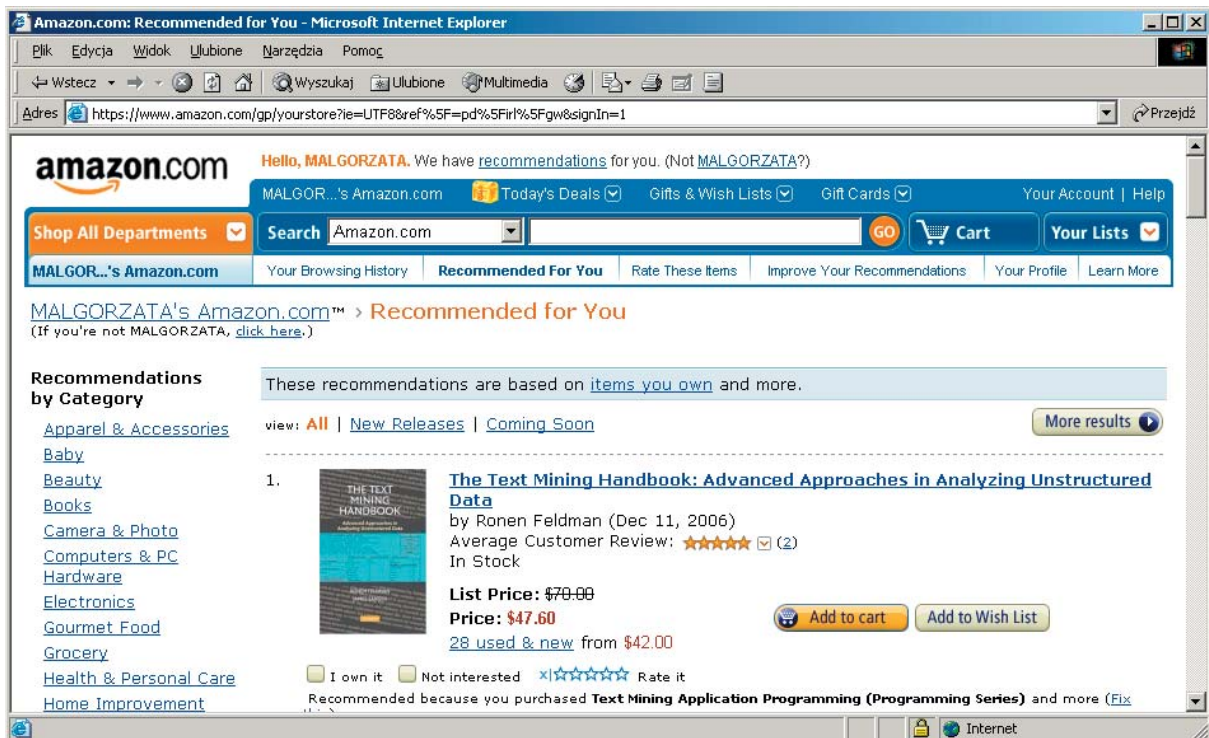 Amazon.com: Recommended for You - Microsoft Internet Explorer
Plik Edycja Widok Ulubione Narzędzia Pomoc
Wstecz Wyszukaj Ulubione Multimedia
Adres https://www.amazon.com/gp/yourstore?ie=UTF8&ref%5F=pd%5Firl%5Fgw&signIn=1 Przejdź
amazon.com Hello, MALGORZATA. We have recommendations for you. (Not MALGORZATA?)
MALGOR...'s Amazon.com Today's Deals Gifts & Wish Lists Gift Cards Your Account | Help
Shop All Departments Search Amazon.com GO Cart Your Lists
MALGOR...'s Amazon.com Your Browsing History Recommended For You Rate These Items Improve Your Recommendations Your Profile Learn More
MALGORZATA's Amazon.com™ › Recommended for You
(If you're not MALGORZATA, click here.)
Recommendations
by Category
Apparel & Accessories
Baby
Beauty
Books
Camera & Photo
Computers & PC
Hardware
Electronics
Gourmet Food
Grocery
Health & Personal Care
Home Improvement
These recommendations are based on items you own and more.
view: All | New Releases | Coming Soon More results
1.
THE TEXT
MINING
HANDBOOK
Advanced Approaches in
Analyzing Unstructured Data
The Text Mining Handbook: Advanced Approaches in Analyzing Unstructured
Data
by Ronen Feldman (Dec 11, 2006)
Average Customer Review: (2)
In Stock
List Price: $70.00
Price: $47.60 Add to cart Add to Wish List
28 used & new from $42.00
I own it Not interested x| Rate it
Recommended because you purchased Text Mining Application Programming (Programming Series) and more (Fix
Internet